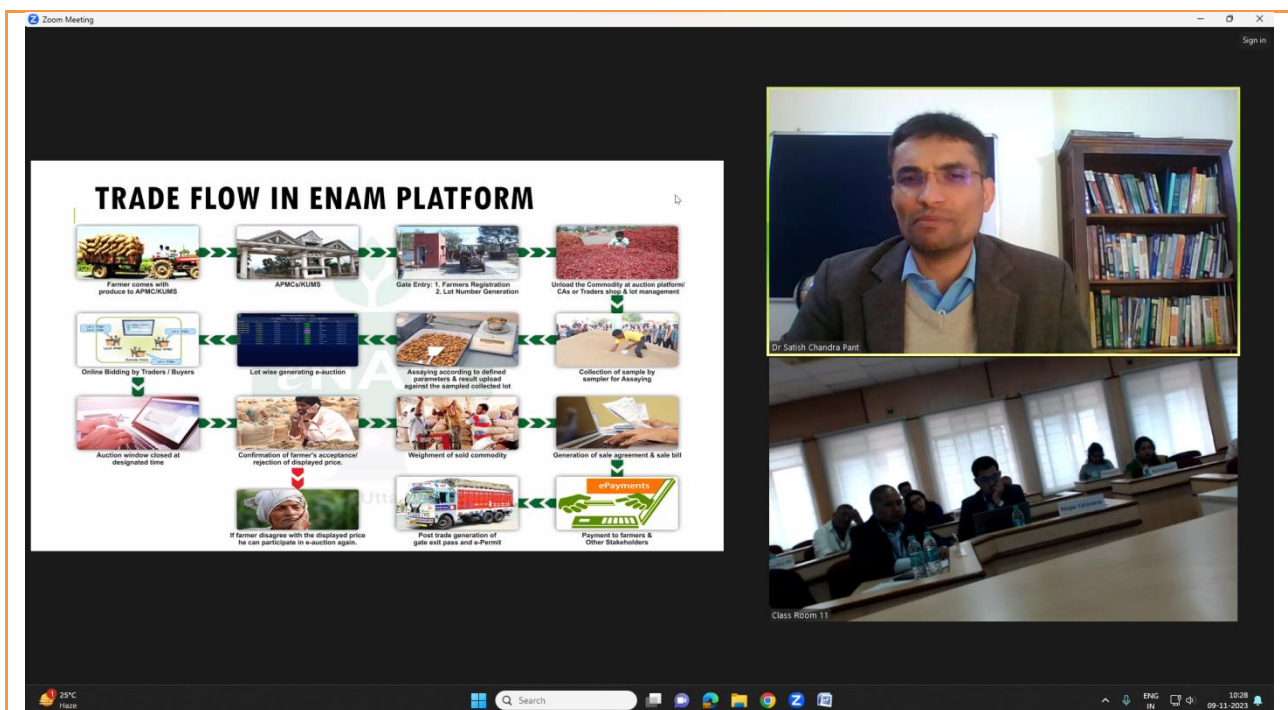 Zoom Meeting
Sign in
TRADE FLOW IN ENAM PLATFORM
Farmer comes with
produce to APMC/KUMS
APMCs/KUMS
Gate Entry: 1. Farmers Registration
2. Lot Number Generation
Unload the Commodity at auction platform/
CAs or Traders shop & lot management
Online Bidding by Traders / Buyers
Lot wise generating e-auction
Assaying according to defined
parameters & result upload
against the sampled collected lot
Collection of sample by
sampler for Assaying
Auction window closed at
designated time
Confirmation of farmer's acceptance/
rejection of displayed price.
Weighment of sold commodity
Generation of sale agreement & sale bill
If farmer disagree with the displayed price
he can participate in e-auction again.
Post trade generation of
gate exit pass and e-Permit
ePayments
Payment to farmers &
Other Stakeholders
Dr Satish Chandra Pant
Class Room 11
1
25°C
Haze
Search
ENG
IN
10:28
09-11-2023